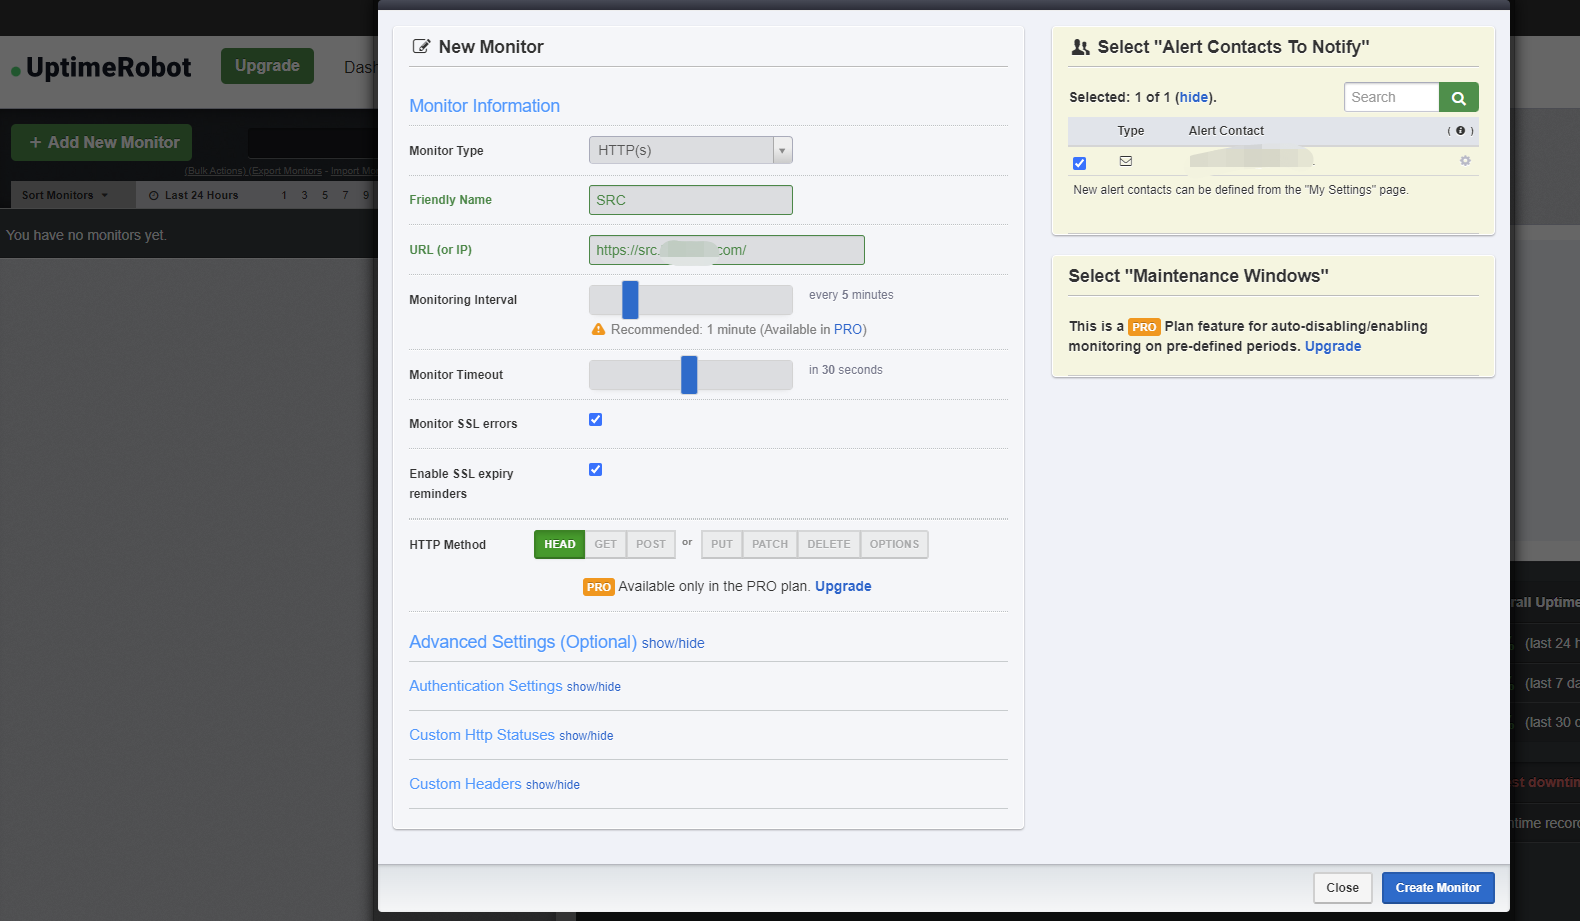 UptimeRobot
Upgrade
Dash
+ Add New Monitor
(Bulk Actions) (Export Monitors - Import Mo
Sort Monitors
Last 24 Hours
1 3 5 7 9
You have no monitors yet.
New Monitor
Monitor Information
Monitor Type
HTTP(s)
Friendly Name
SRC
URL (or IP)
https://src. com/
Monitoring Interval
every 5 minutes
Recommended: 1 minute (Available in PRO)
Monitor Timeout
in 30 seconds
Monitor SSL errors
Enable SSL expiry
reminders
HTTP Method
HEAD GET POST or PUT PATCH DELETE OPTIONS
PRO Available only in the PRO plan. Upgrade
Advanced Settings (Optional) show/hide
Authentication Settings show/hide
Custom Http Statuses show/hide
Custom Headers show/hide
Select "Alert Contacts To Notify"
Selected: 1 of 1 (hide).
Search
Type Alert Contact ( )
New alert contacts can be defined from the "My Settings" page.
Select "Maintenance Windows"
This is a PRO Plan feature for auto-disabling/enabling
monitoring on pre-defined periods. Upgrade
rall Uptime
(last 24 h
(last 7 da
(last 30 d
st downtim
ntime record
Close
Create Monitor